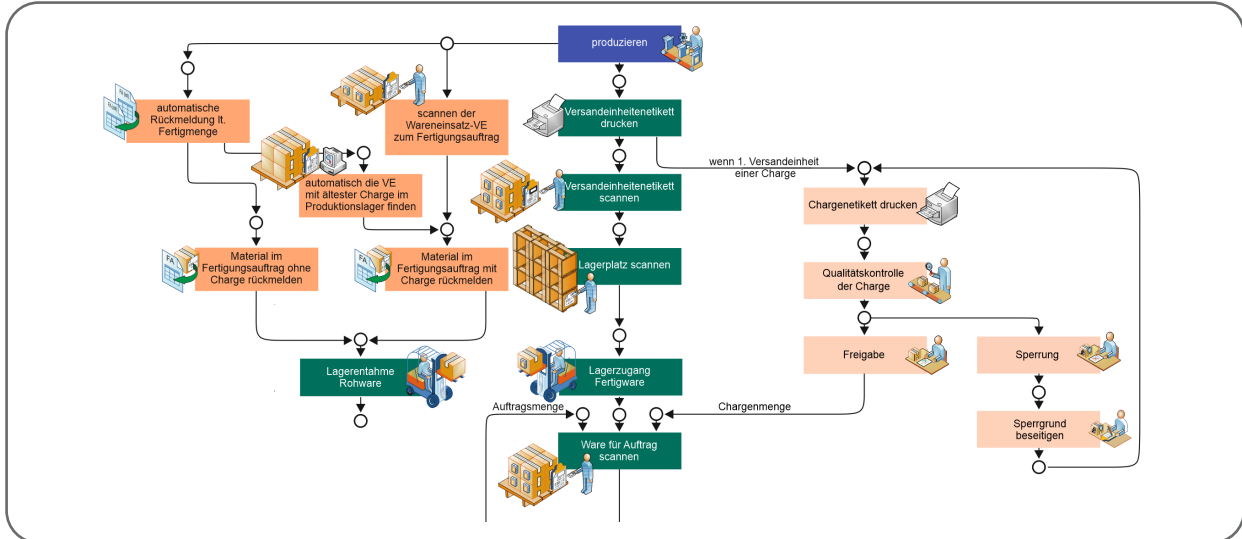 produzieren
automatische
Rückmeldung lt.
Fertigmenge
scannen der
Wareneinsatz-VE
zum Fertigungsauftrag
Versandeinheitenetikett
drucken
wenn 1. Versandeinheit
einer Charge
automatisch die VE
mit ältester Charge im
Produktionslager finden
Versandeinheitenetikett
scannen
Chargenetikett drucken
FA
Material im
Fertigungsauftrag ohne
Charge rückmelden
FA
Material im
Fertigungsauftrag mit
Charge rückmelden
Lagerplatz scannen
Qualitätskontrolle
der Charge
Freigabe
Sperrung
Lagerentahme
Rohware
Lagerzugang
Fertigware
Auftragsmenge
Chargenmenge
Sperrgrund
beseitigen
Ware für Auftrag
scannen